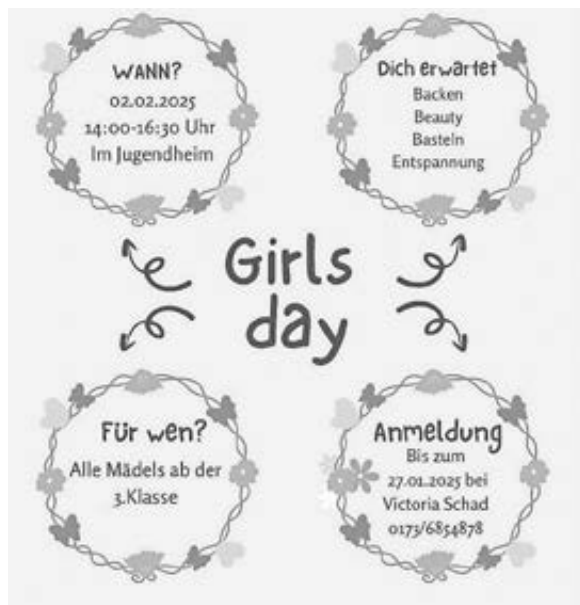 WANN?
02.02.2025
14:00-16:30 Uhr
Im Jugendheim
Dich erwartet
Backen
Beauty
Basteln
Entspannung
Girls
day
Für wen?
Alle Mädels ab der
3.Klasse
Anmeldung
Bis zum
27.01.2025 bei
Victoria Schad
0173/6854878